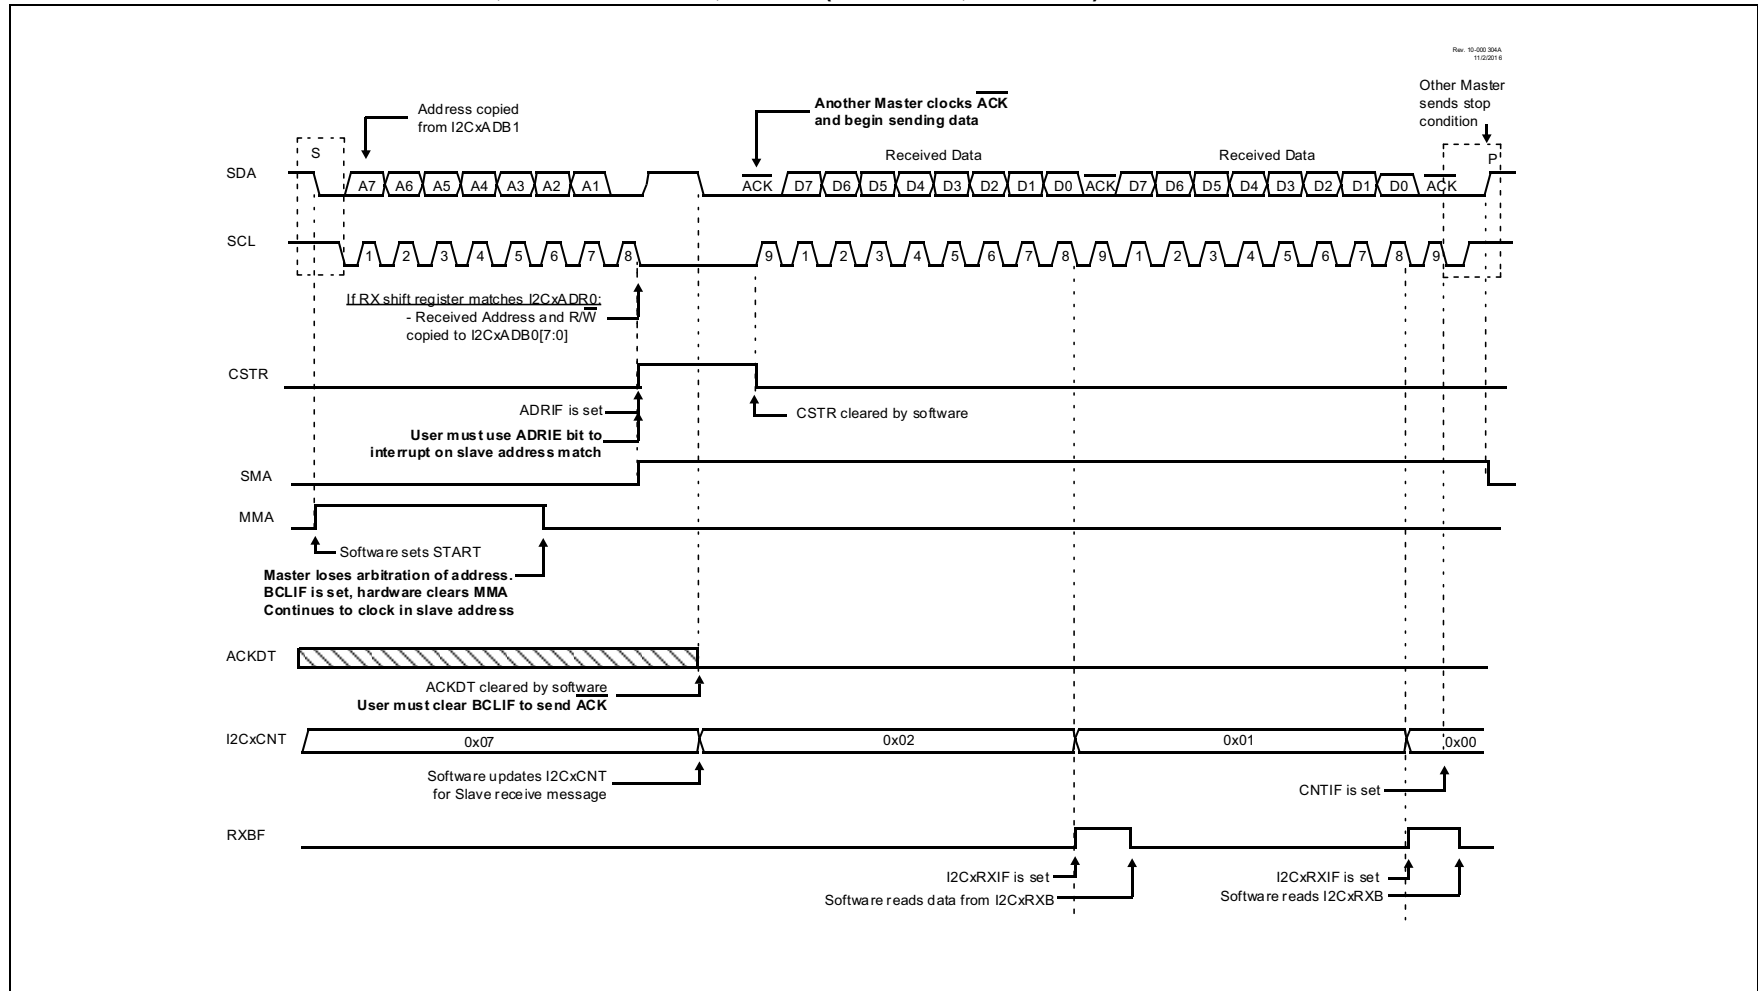 Rev. 10-000 304A
11/2/2016
Other Master
sends stop
condition
Address copied
from I2CxADB1
Another Master clocks ACK
and begin sending data
S
Received Data
Received Data
P
SDA
A7 A6 A5 A4 A3 A2 A1 ACK D7 D6 D5 D4 D3 D2 D1 D0 ACK D7 D6 D5 D4 D3 D2 D1 D0 ACK
SCL
1 2 3 4 5 6 7 8 9 1 2 3 4 5 6 7 8 9 1 2 3 4 5 6 7 8 9
If RX shift register matches I2CxADR0:
- Received Address and R/W
copied to I2CxADB0[7:0]
CSTR
ADRIF is set
CSTR cleared by software
User must use ADRIE bit to
interrupt on slave address match
SMA
MMA
Software sets START
Master loses arbitration of address.
BCLIF is set, hardware clears MMA
Continues to clock in slave address
ACKDT
ACKDT cleared by software
User must clear BCLIF to send ACK
I2CxCNT
0x07 0x02 0x01 0x00
Software updates I2CxCNT
for Slave receive message
CNTIF is set
RXBF
I2CxRXIF is set
Software reads data from I2CxRXB
I2CxRXIF is set
Software reads I2CxRXB